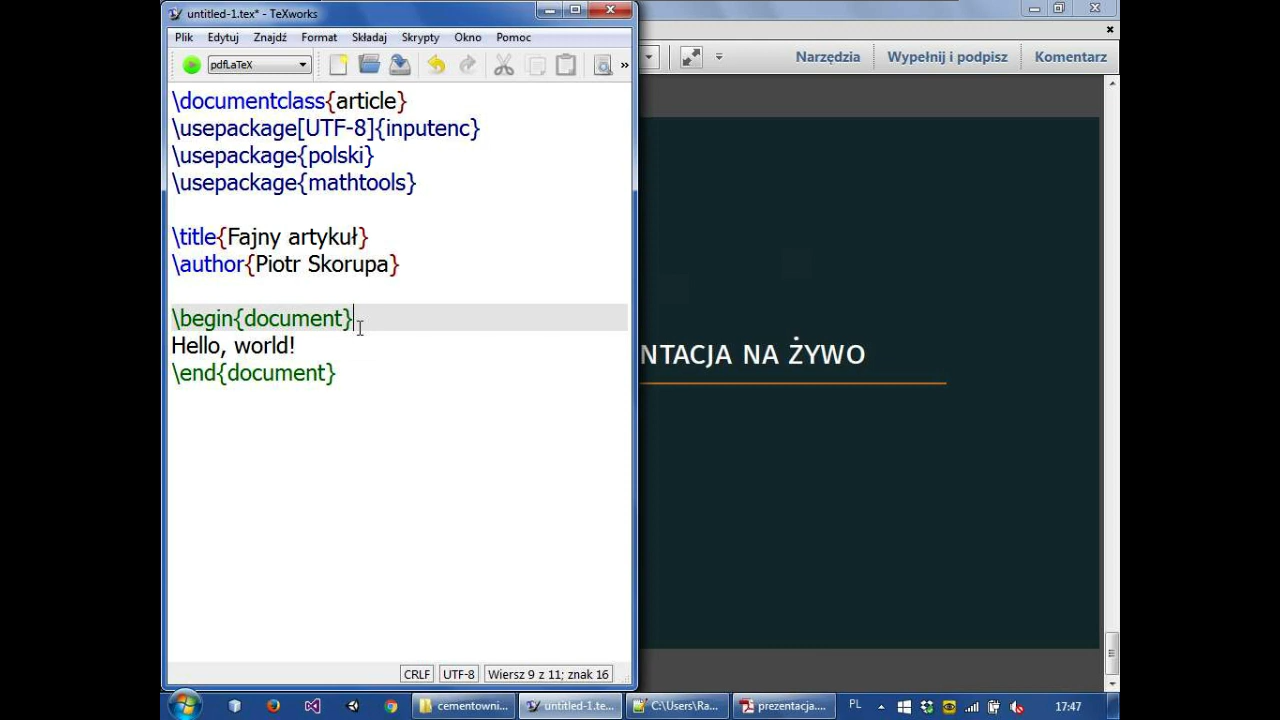 untitled-1.tex* - TeXworks
Plik Edytuj Znajdź Format Składaj Skrypty Okno Pomoc
pdfLaTeX
»
Narzędzia Wypełnij i podpisz Komentarz
\documentclass{article}
\usepackage[UTF-8]{inputenc}
\usepackage{polski}
\usepackage{mathtools}
\title{Fajny artykuł}
\author{Piotr Skorupa}
\begin{document}
Hello, world!
\end{document}
NTACJA NA ŻYWO
CRLF UTF-8 Wiersz 9 z 11; znak 16
cementowni... untitled-1.te... C:\Users\Ra... prezentacja.... PL 17:47